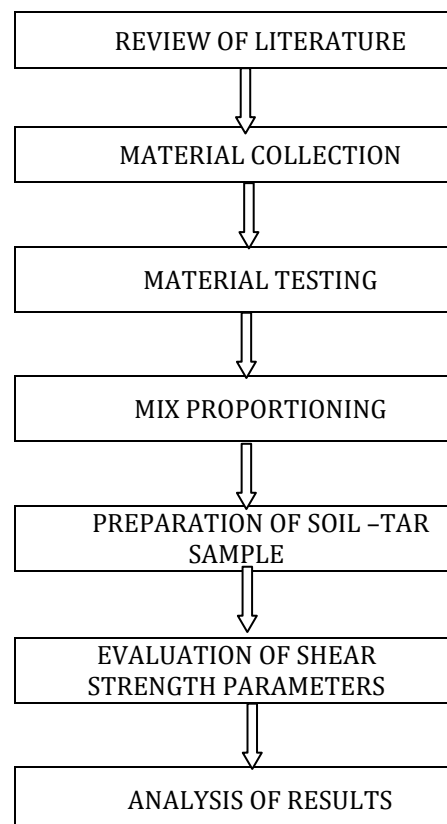 REVIEW OF LITERATURE
MATERIAL COLLECTION
MATERIAL TESTING
MIX PROPORTIONING
PREPARATION OF SOIL –TAR
SAMPLE
EVALUATION OF SHEAR
STRENGTH PARAMETERS
ANALYSIS OF RESULTS